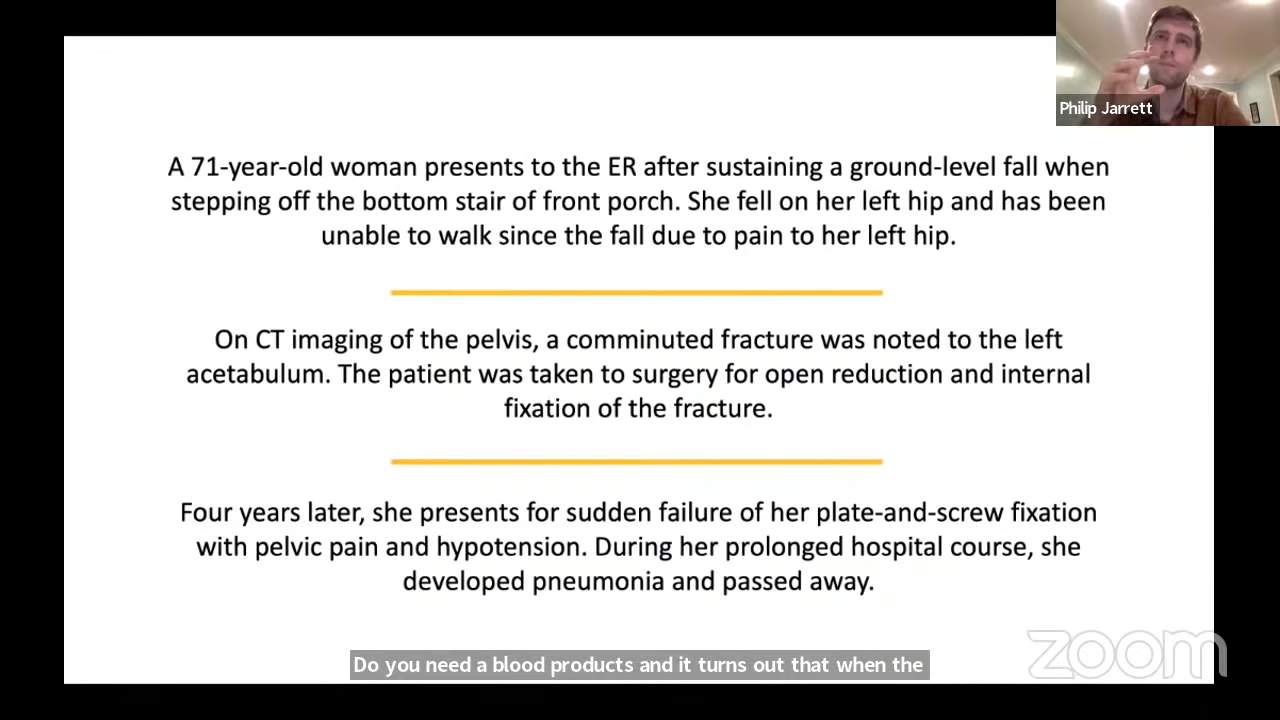 Philip Jarrett
A 71-year-old woman presents to the ER after sustaining a ground-level fall when
stepping off the bottom stair of front porch. She fell on her left hip and has been
unable to walk since the fall due to pain to her left hip.
On CT imaging of the pelvis, a comminuted fracture was noted to the left
acetabulum. The patient was taken to surgery for open reduction and internal
fixation of the fracture.
Four years later, she presents for sudden failure of her plate-and-screw fixation
with pelvic pain and hypotension. During her prolonged hospital course, she
developed pneumonia and passed away.
zoom
Do you need a blood products and it turns out that when the